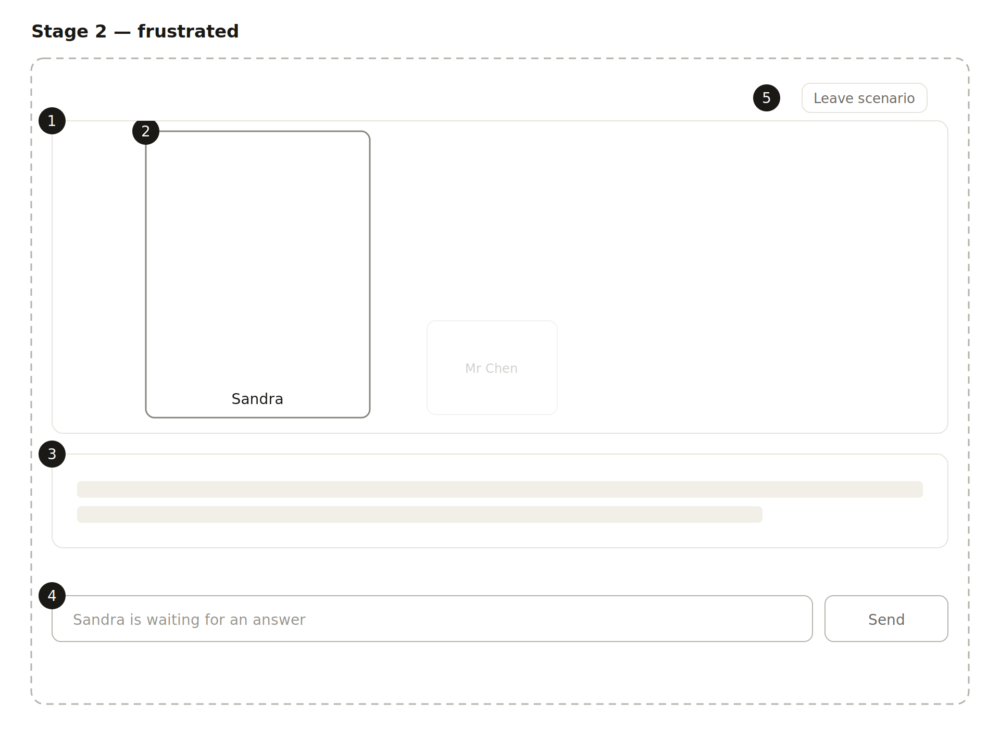 Stage 2 — frustrated
5
Leave scenario
1
2
Mr Chen
Sandra
3
4
Sandra is waiting for an answer
Send